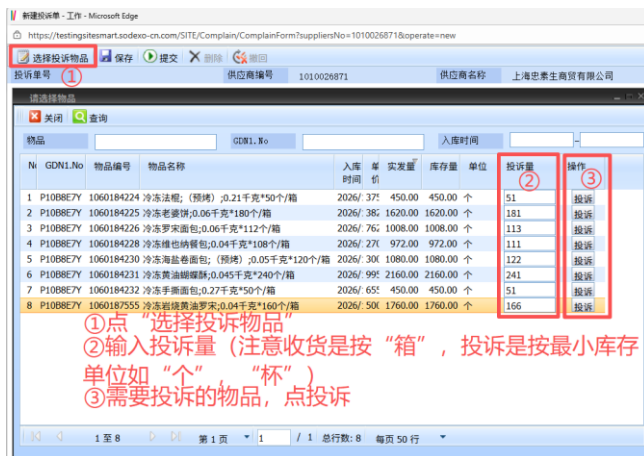 新建投诉单 - 工作 - Microsoft Edge
https://testingsitesmart.sodexo-cn.com/SITE/Complain/ComplainForm?suppliersNo=1010026871&operate=new
选择投诉物品 保存 提交 删除 撤回
投诉单号 ① 供应商编号 1010026871 供应商名称 上海忠素生商贸有限公司
请选择物品
关闭 查询
物品 GDN1.No 入库时间 -
No GDN1.No 物品编号 物品名称 入库时间 单价 实发量 库存量 单位 投诉量 操作
② ③
1 P10B8E7Y 1060184224 冷冻法棍;（预烤）;0.21千克*50个/箱 2026/: 375 450.00 450.00 个 51 投诉
2 P10B8E7Y 1060184225 冷冻老婆饼;0.06千克*180个/箱 2026/: 382 1620.00 1620.00 个 181 投诉
3 P10B8E7Y 1060184226 冷冻罗宋面包;0.06千克*112个/箱 2026/: 762 1008.00 1008.00 个 113 投诉
4 P10B8E7Y 1060184228 冷冻维也纳餐包;0.04千克*108个/箱 2026/: 270 972.00 972.00 个 111 投诉
5 P10B8E7Y 1060184230 冷冻海盐卷面包;（预烤）;0.05千克*120个/箱 2026/: 300 1080.00 1080.00 个 122 投诉
6 P10B8E7Y 1060184231 冷冻黄油蝴蝶酥;0.045千克*240个/箱 2026/: 995 2160.00 2160.00 个 241 投诉
7 P10B8E7Y 1060184232 冷冻手撕面包;0.27千克*50个/箱 2026/: 655 450.00 450.00 个 51 投诉
8 P10B8E7Y 1060187555 冷冻岩烧黄油罗宋;0.04千克*160个/箱 2026/: 500 1760.00 1760.00 个 166 投诉
①点“选择投诉物品”
②输入投诉量（注意收货是按“箱”，投诉是按最小库存
单位如“个”，“杯”）
③需要投诉的物品，点投诉
1 至 8 第 1 页 1 / 1 总行数: 8 每页 50 行